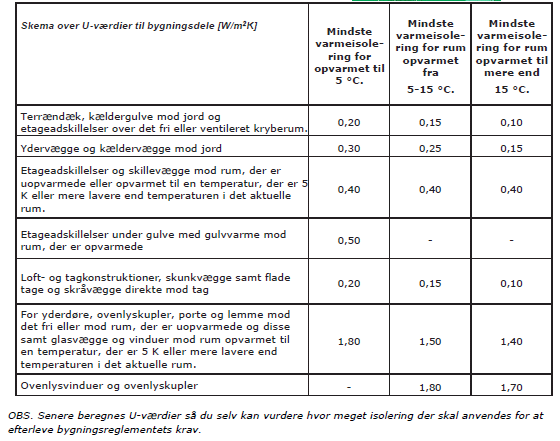 Skema over U-værdier til bygningsdele [W/m²K]
Mindste
varmeisole-
ring for
opvarmet til
5 °C.
Mindste
varmeisole-
ring for rum
opvarmet
fra
5-15 °C.
Mindste
varmeisole-
ring for rum
opvarmet til
mere end
15 °C.
Terrændæk, kældergulve mod jord og
etageadskillelser over det fri eller ventileret kryberum.
0,20
0,15
0,10
Ydervægge og kældervægge mod jord
0,30
0,25
0,15
Etageadskillelser og skillevægge mod rum, der er
uopvarmede eller opvarmet til en temperatur, der er 5
K eller mere lavere end temperaturen i det aktuelle
rum.
0,40
0,40
0,40
Etageadskillelser under gulve med gulvvarme mod
rum, der er opvarmede
0,50
-
-
Loft- og tagkonstruktioner, skunkvægge samt flade
tage og skråvægge direkte mod tag
0,20
0,15
0,10
For yderdøre, ovenlyskupler, porte og lemme mod
det fri eller mod rum, der er uopvarmede og disse
samt glasvægge og vinduer mod rum opvarmet til
en temperatur, der er 5 K eller mere lavere end
temperaturen i det aktuelle rum.
1,80
1,50
1,40
Ovenlysvinduer og ovenlyskupler
-
1,80
1,70
OBS. Senere beregnes U-værdier så du selv kan vurdere hvor meget isolering der skal anvendes for at
efterleve bygningsreglementets krav.